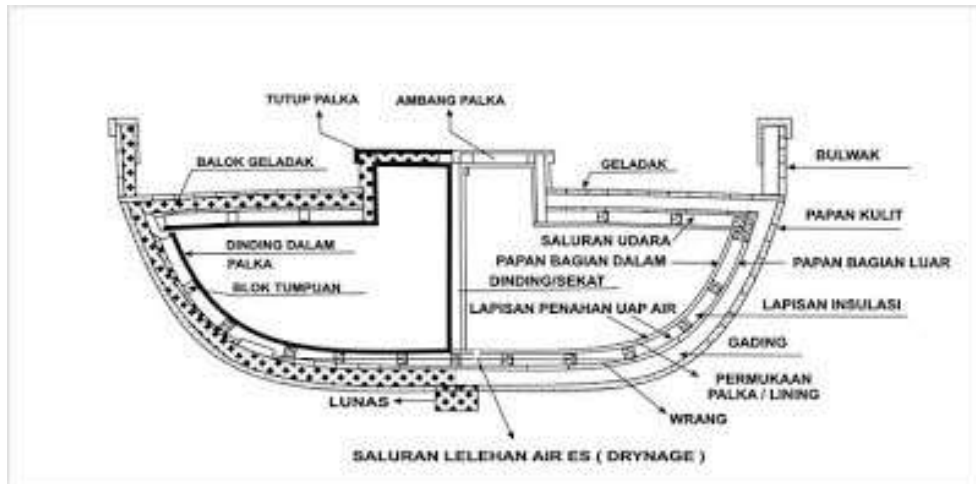 TUTUP PALKA
AMBANG PALKA
BALOK GELADAK
GELADAK
BULWAK
PAPAN KULIT
SALURAN UDARA
DINDING DALAM
PALKA
PAPAN BAGIAN DALAM
PAPAN BAGIAN LUAR
DINDING/SEKAT
BLOK TUMPUAN
LAPISAN PENAHAN UAP AIR
LAPISAN INSULASI
GADING
PERMUKAAN
PALKA / LINING
LUNAS
WRANG
SALURAN LELEHAN AIR ES ( DRYNAGE )